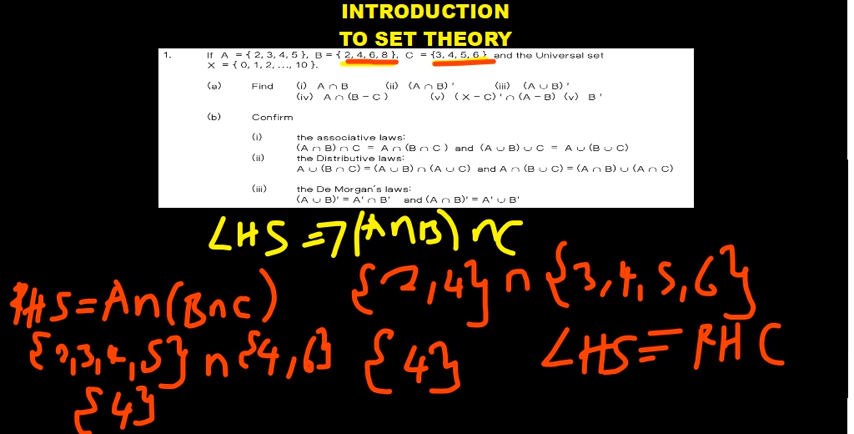 INTRODUCTION
TO SET THEORY
1. If A = { 2, 3, 4, 5 }, B = { 2, 4, 6, 8 }, C = {3, 4, 5, 6 } and the Universal set
X = { 0, 1, 2, ..., 10 }.
(a) Find (i) A ∩ B (ii) (A ∩ B) ' (iii) (A ∪ B) '
(iv) A ∩ (B − C ) (v) ( X − C) ' ∩ (A − B) (v) B '
(b) Confirm
(i) the associative laws:
(A ∩ B) ∩ C = A ∩ (B ∩ C ) and (A ∪ B) ∪ C = A ∪ (B ∪ C)
(ii) the Distributive laws:
A ∪ (B ∩ C) = (A ∪ B) ∩ (A ∪ C) and A ∩ (B ∪ C) = (A ∩ B) ∪ (A ∩ C)
(iii) the De Morgan's laws:
(A ∪ B)' = A' ∩ B' and (A ∩ B)' = A' ∪ B'
LHS =7 (A∩B) ∩C
{2,4} ∩ {3,4,5,6}
RHS = A∩(B∩C)
{2,3,4,5} ∩ {4,6}
{4}
{4}
LHS = RHC